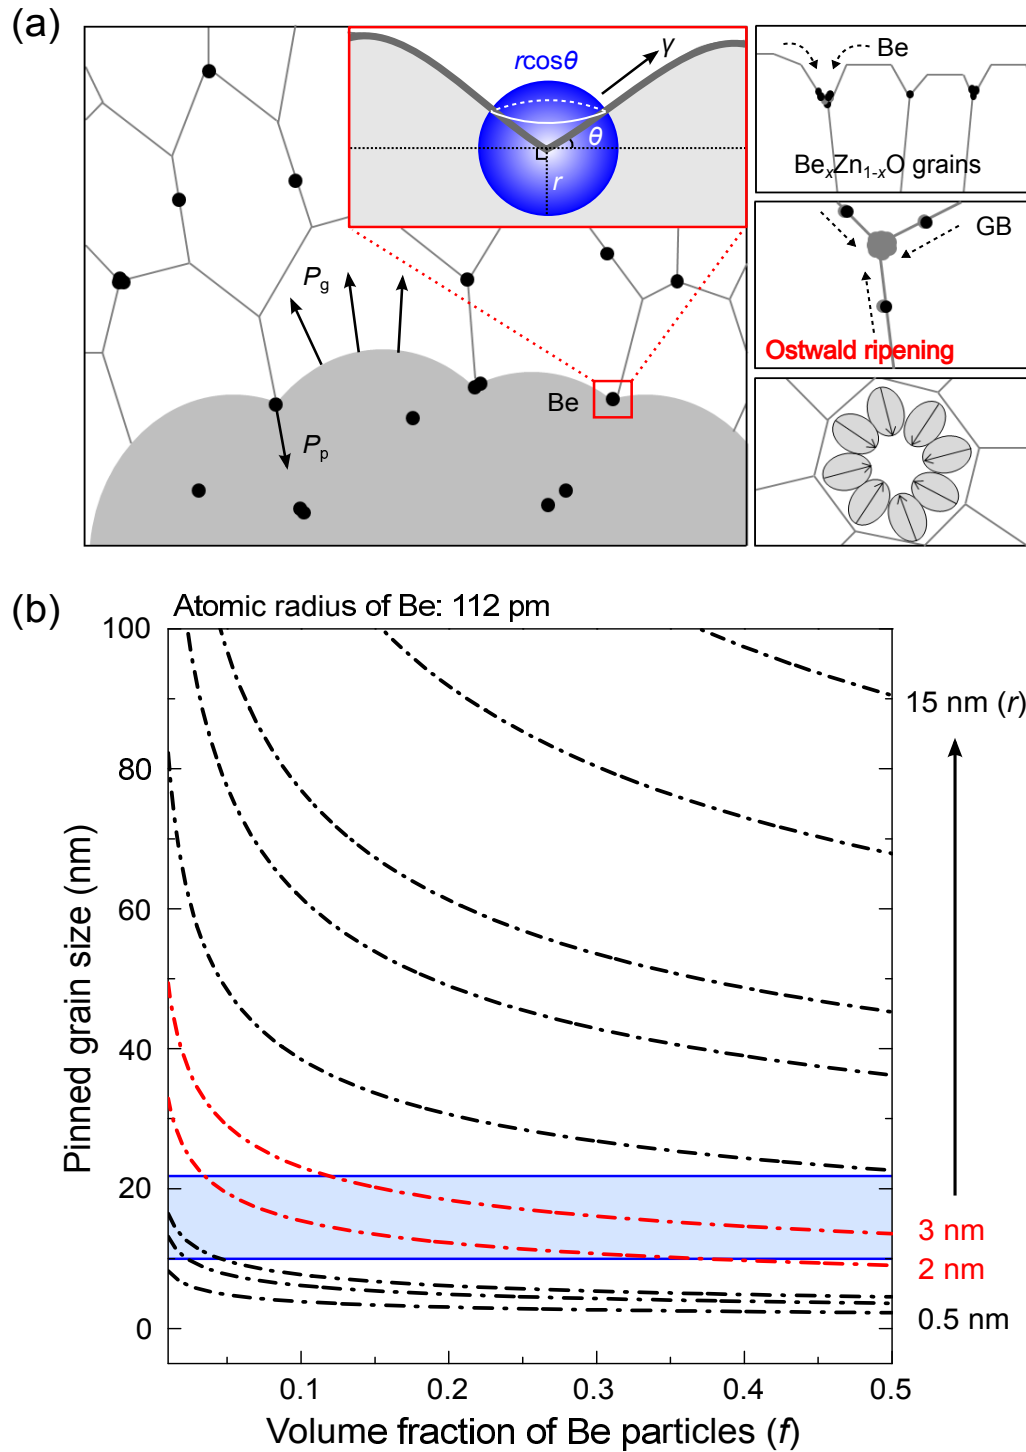 (a)
rcosθ
γ
θ
r
Pg
Pp
Be
Be
BexZn1-xO grains
GB
Ostwald ripening
(b)
Atomic radius of Be: 112 pm
100
80
60
40
20
0
Pinned grain size (nm)
15 nm (r)
3 nm
2 nm
0.5 nm
0.1
0.2
0.3
0.4
0.5
Volume fraction of Be particles (f)